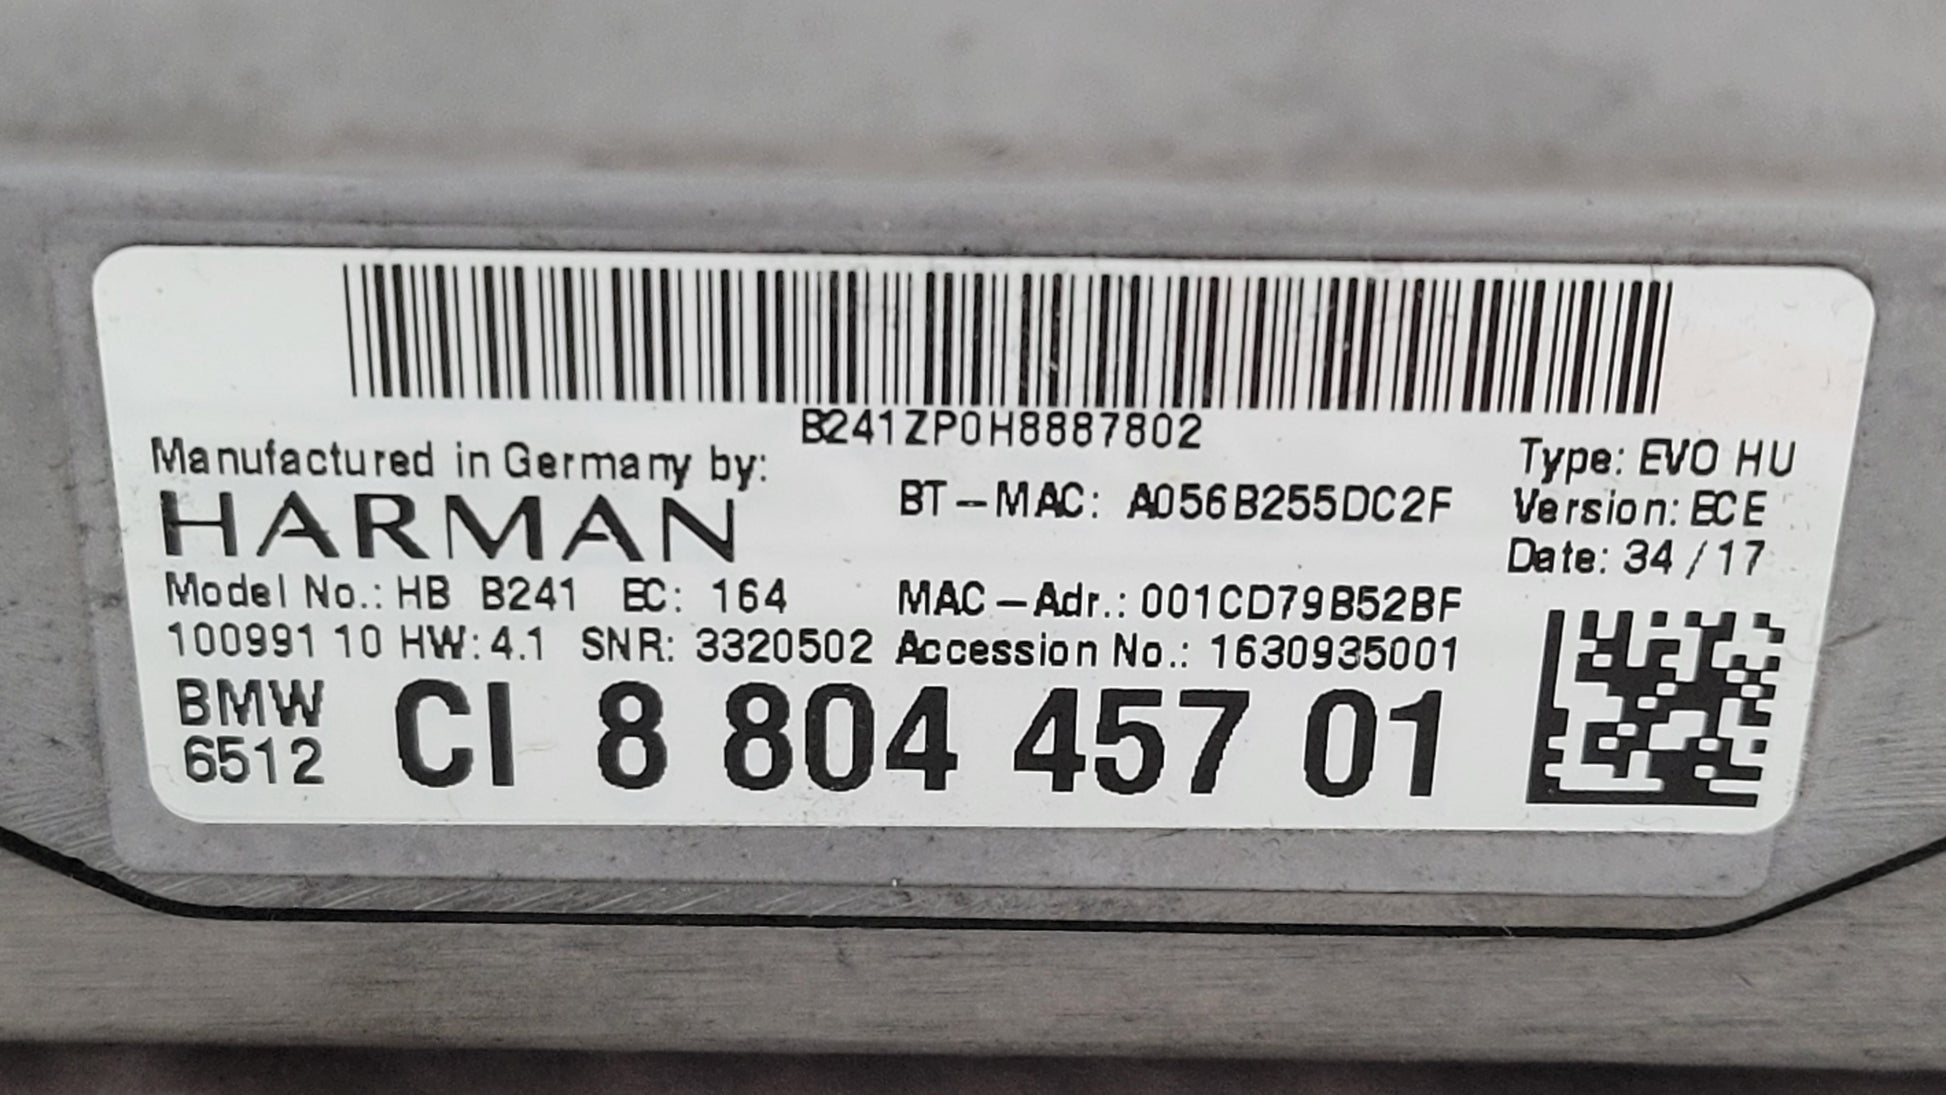 B241ZP0H8887802
Manufactured in Germany by:
HARMAN
BT-MAC: A056B255DC2F
Type: EVO HU
Version: ECE
Date: 34/17
Model No.: HB B241 EC: 164
MAC-Adr.: 001CD79B52BF
100991 10 HW: 4.1 SNR: 3320502
Accession No.: 1630935001
BMW
6512
CI 8 804 457 01